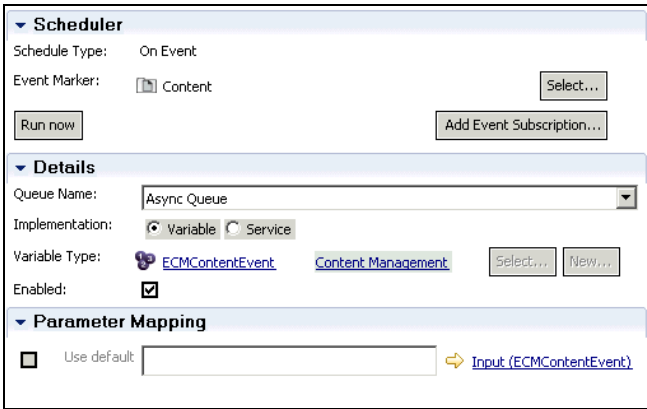 Scheduler
Schedule Type: On Event
Event Marker: Content Select...
Run now Add Event Subscription...
Details
Queue Name: Async Queue
Implementation: Variable Service
Variable Type: ECMContentEvent Content Management Select... New...
Enabled:
Parameter Mapping
Use default Input (ECMContentEvent)